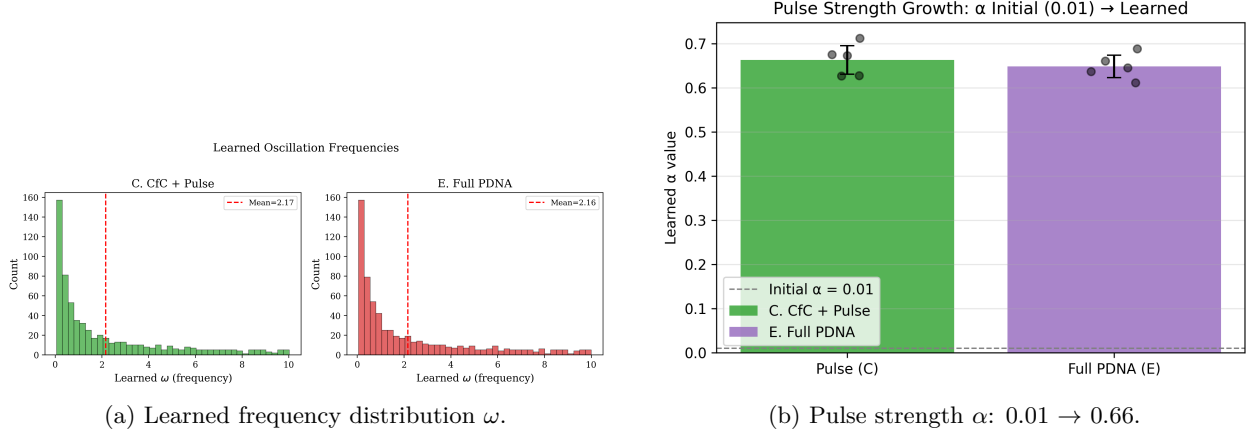 Learned Oscillation Frequencies
C. CfC + Pulse
160
140
120
100
80
60
40
20
0
Count
Mean=2.17
0 2 4 6 8 10
Learned ω (frequency)
E. Full PDNA
160
140
120
100
80
60
40
20
0
Count
Mean=2.16
0 2 4 6 8 10
Learned ω (frequency)
(a) Learned frequency distribution ω.
Pulse Strength Growth: α Initial (0.01) → Learned
0.7
0.6
0.5
0.4
0.3
0.2
0.1
0.0
Learned α value
Initial α = 0.01
C. CfC + Pulse
E. Full PDNA
Pulse (C) Full PDNA (E)
(b) Pulse strength α: 0.01 → 0.66.